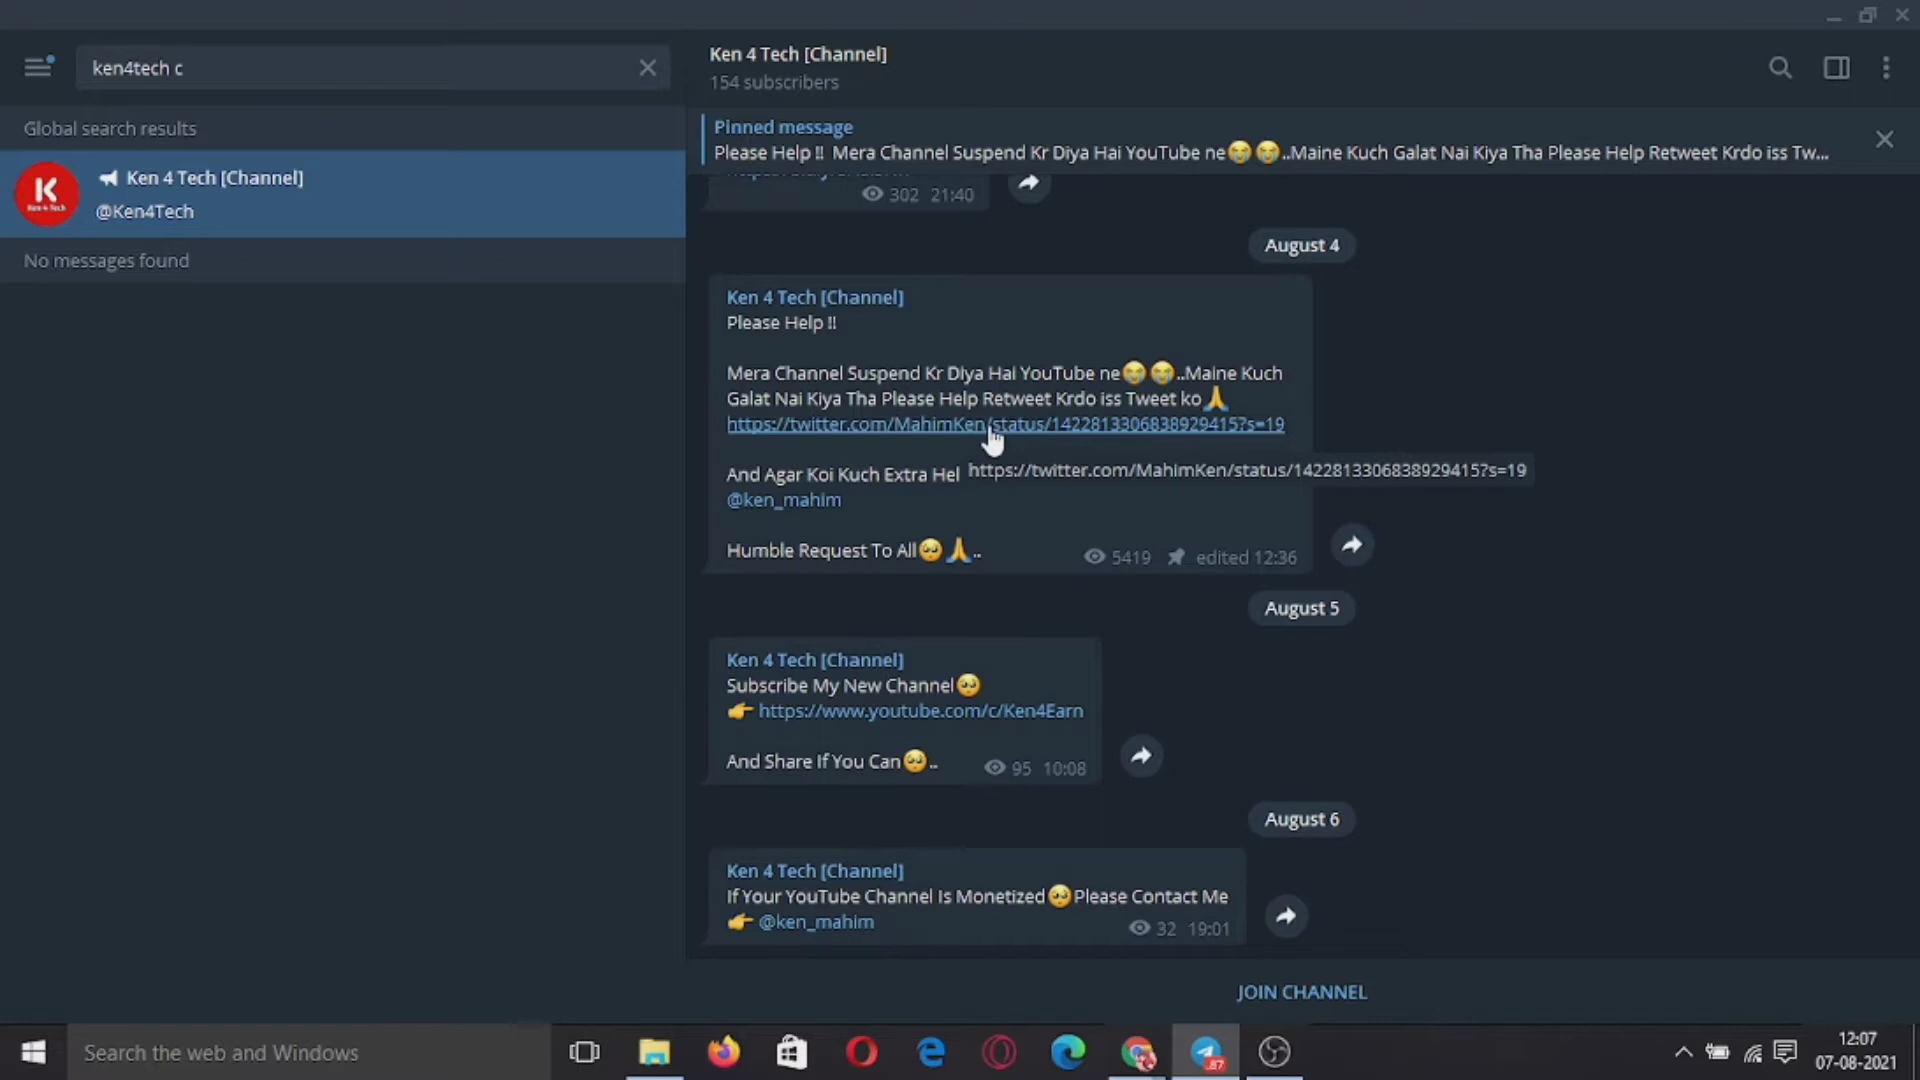 ken4tech c
Global search results
K
Ken 4 Tech
Ken 4 Tech [Channel]
@Ken4Tech
No messages found
Ken 4 Tech [Channel]
154 subscribers
Pinned message
Please Help !! Mera Channel Suspend Kr Diya Hai YouTube ne😭😭..Maine Kuch Galat Nai Kiya Tha Please Help Retweet Krdo iss Tw...
302 21:40
August 4
Ken 4 Tech [Channel]
Please Help !!
Mera Channel Suspend Kr Diya Hai YouTube ne😭😭..Maine Kuch
Galat Nai Kiya Tha Please Help Retweet Krdo iss Tweet ko🙏
https://twitter.com/MahimKen/status/1422813306838929415?s=19
And Agar Koi Kuch Extra Hel
https://twitter.com/MahimKen/status/1422813306838929415?s=19
@ken_mahim
Humble Request To All🥺🙏..
5419 edited 12:36
August 5
Ken 4 Tech [Channel]
Subscribe My New Channel🥺
👉 https://www.youtube.com/c/Ken4Earn
And Share If You Can🥺..
95 10:08
August 6
Ken 4 Tech [Channel]
If Your YouTube Channel Is Monetized🥺Please Contact Me
👉 @ken_mahim
32 19:01
JOIN CHANNEL
Search the web and Windows
87
12:07
07-08-2021